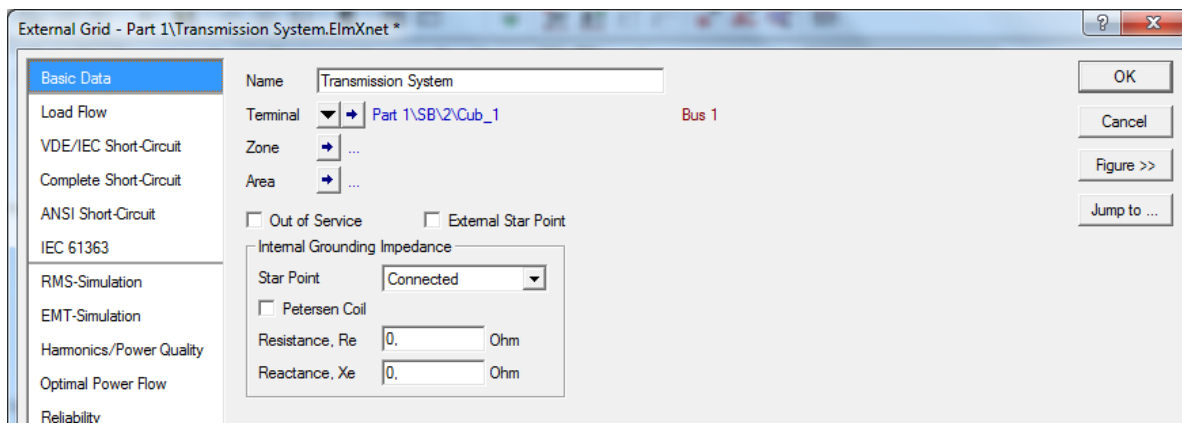 External Grid - Part 1\Transmission System.ElmXnet *
Basic Data
Load Flow
VDE/IEC Short-Circuit
Complete Short-Circuit
ANSI Short-Circuit
IEC 61363
RMS-Simulation
EMT-Simulation
Harmonics/Power Quality
Optimal Power Flow
Reliability
Name Transmission System
Terminal Part 1\SB\2\Cub_1 Bus 1
Zone ...
Area ...
Out of Service External Star Point
Internal Grounding Impedance
Star Point Connected
Petersen Coil
Resistance, Re 0, Ohm
Reactance, Xe 0, Ohm
OK
Cancel
Figure >>
Jump to ...